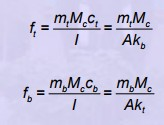 f_t = m_t M_c c_t / I = m_t M_c / A k_b
f_b = m_b M_c c_b / I = m_b M_c / A k_t